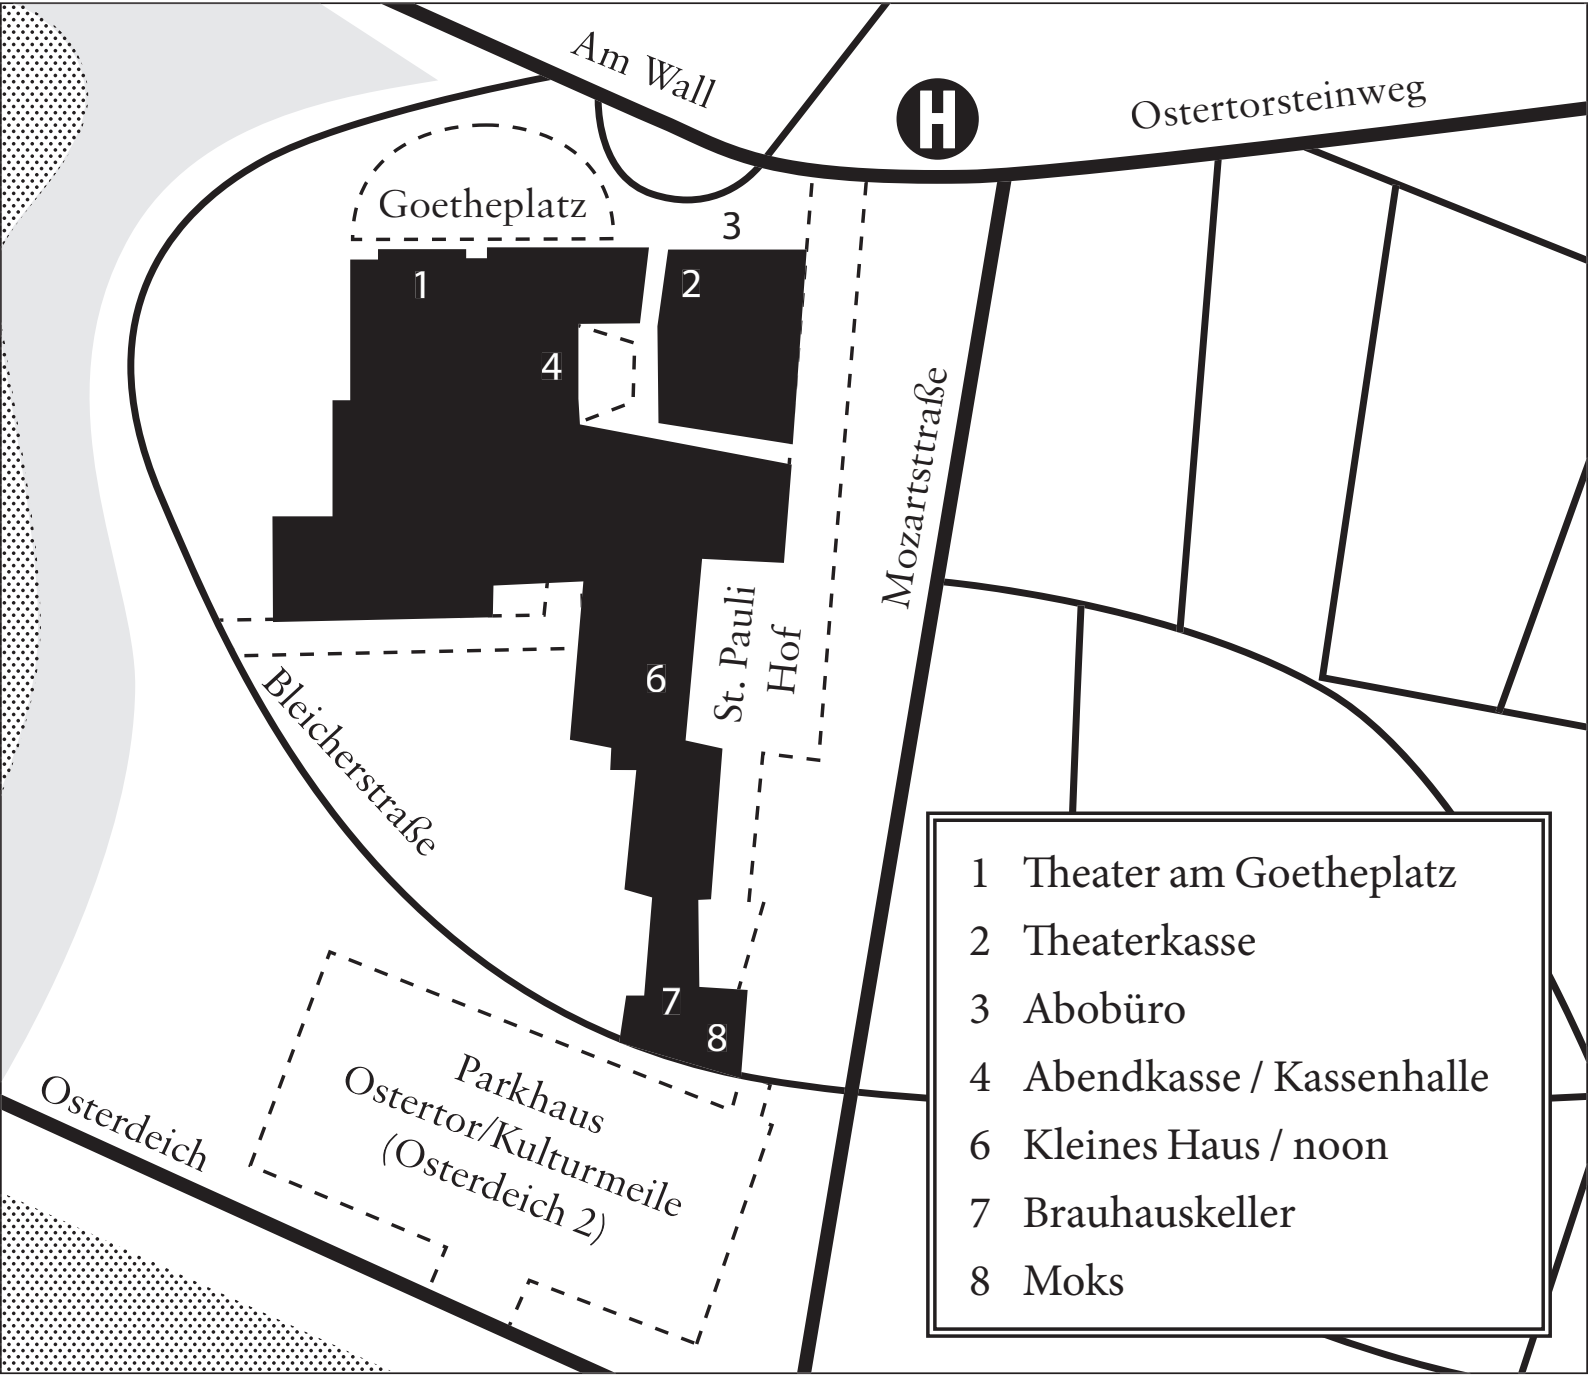 Am Wall
H
Ostertorsteinweg
Goetheplatz
3
1
2
4
Mozartsttraße
St. Pauli
Hof
6
Bleicherstraße
7
8
Parkhaus
Ostertor/Kulturmeile
(Osterdeich 2)
Osterdeich
1 Theater am Goetheplatz
2 Theaterkasse
3 Abobüro
4 Abendkasse / Kassenhalle
6 Kleines Haus / noon
7 Brauhauskeller
8 Moks